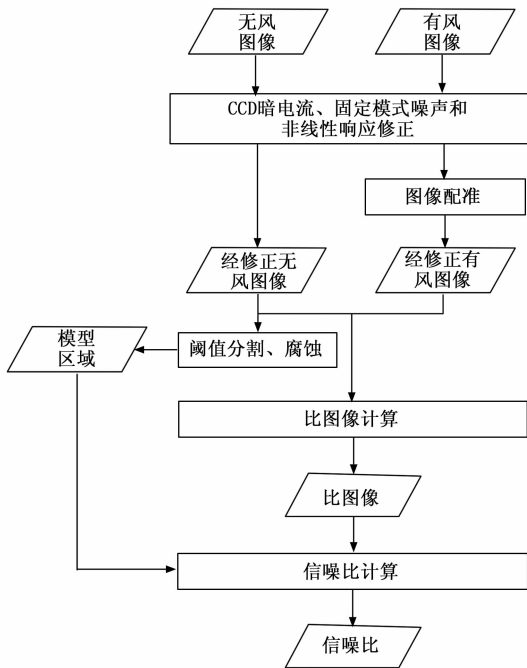 无风
图像
有风
图像
CCD暗电流、固定模式噪声和
非线性响应修正
图像配准
经修正无
风图像
经修正有
风图像
模型
区域
阈值分割、腐蚀
比图像计算
比图像
信噪比计算
信噪比